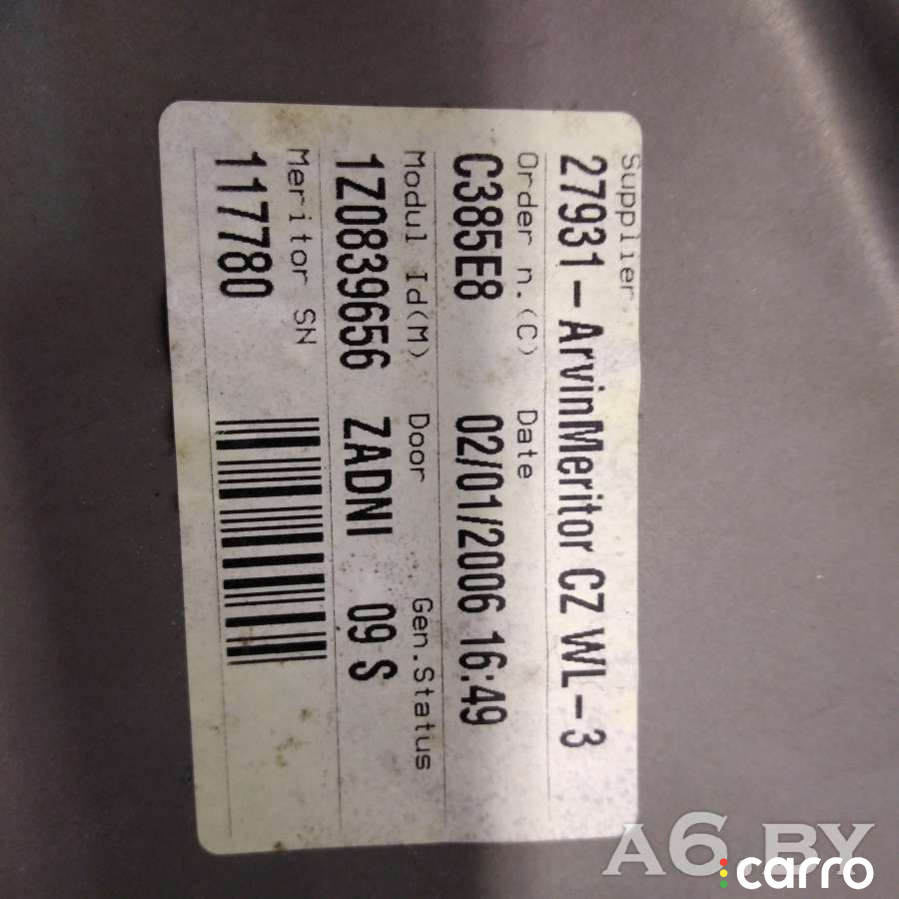 Supplier
27931-ArvinMeritor CZ WL-3
Order n.(C) Date
C385E8 02/01/2006 16:49
Modul Id(M) Door Gen.Status
1Z0839656 ZADNI 09 S
Meritor SN
117780
A6.BY
carro